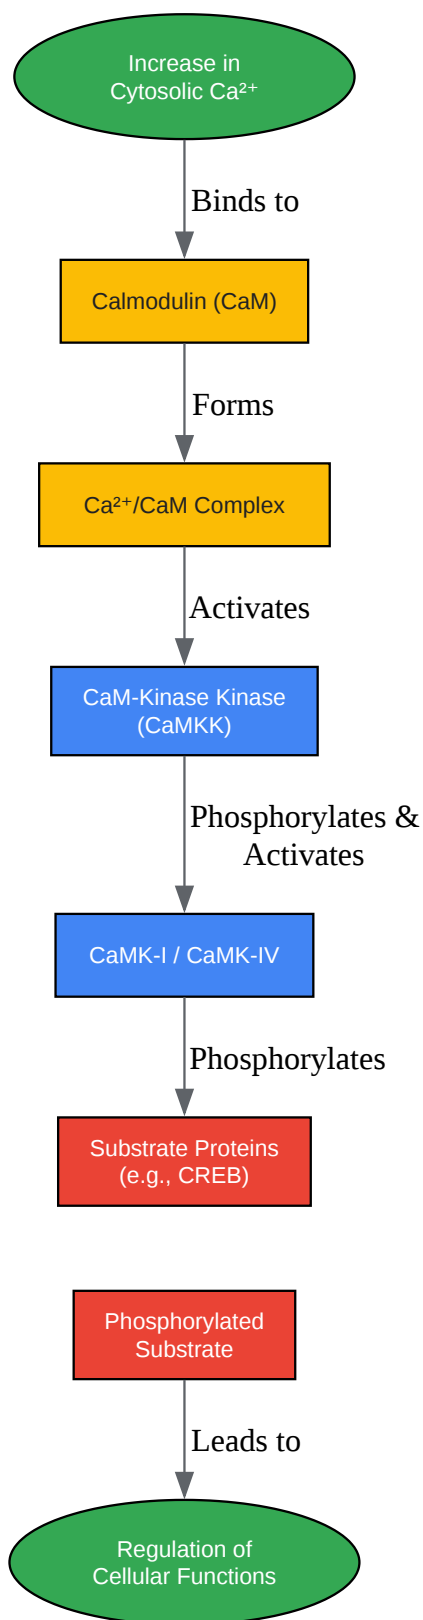 Increase in
Cytosolic Ca²⁺
Binds to
Calmodulin (CaM)
Forms
Ca²⁺/CaM Complex
Activates
CaM-Kinase Kinase
(CaMKK)
Phosphorylates &
Activates
CaMK-I / CaMK-IV
Phosphorylates
Substrate Proteins
(e.g., CREB)
Phosphorylated
Substrate
Leads to
Regulation of
Cellular Functions